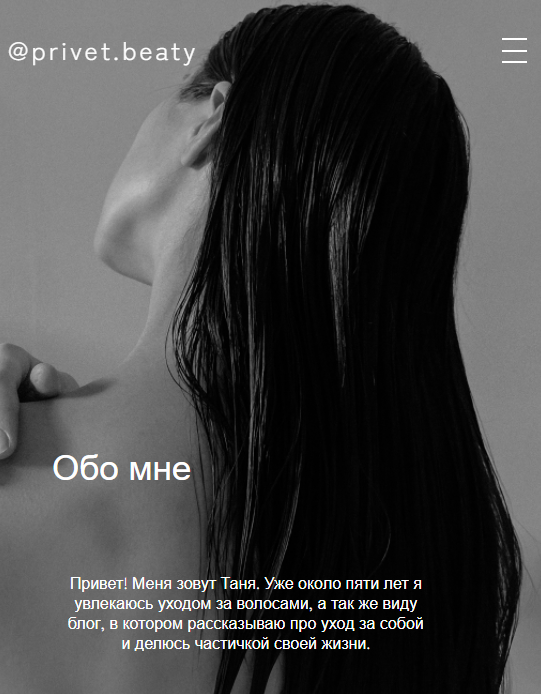 @privet.beaty
Обо мне
Привет! Меня зовут Таня. Уже около пяти лет я
увлекаюсь уходом за волосами, а так же виду
блог, в котором рассказываю про уход за собой
и делюсь частичкой своей жизни.